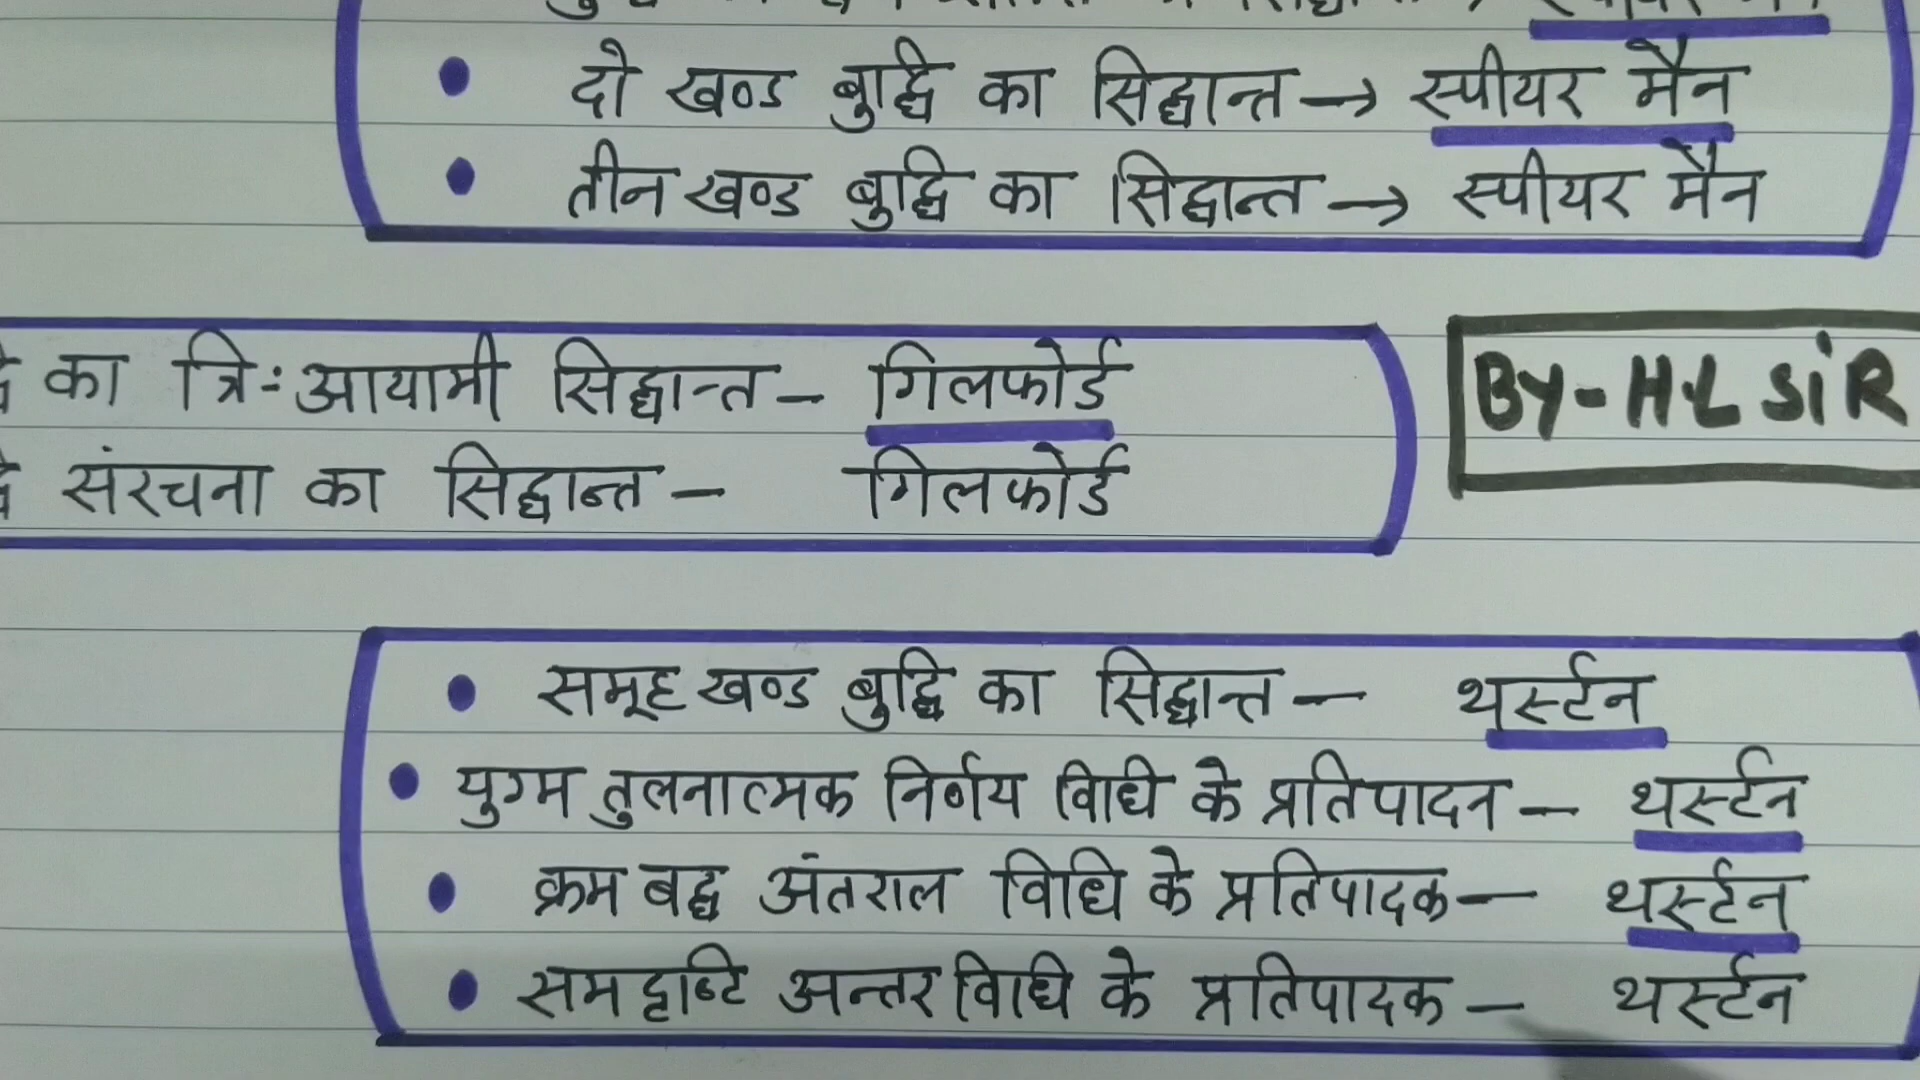 दो खण्ड बुद्धि का सिद्धान्त → स्पीयर मैन
तीन खण्ड बुद्धि का सिद्धान्त → स्पीयर मैन
का त्रि-आयामी सिद्धान्त - गिलफोर्ड
BY-H.L SiR
संरचना का सिद्धान्त - गिलफोर्ड
समूह खण्ड बुद्धि का सिद्धान्त - थर्स्टन
युग्म तुलनात्मक निर्णय विधि के प्रतिपादन - थर्स्टन
क्रम बद्ध अंतराल विधि के प्रतिपादक - थर्स्टन
समदृष्टि अन्तर विधि के प्रतिपादक - थर्स्टन